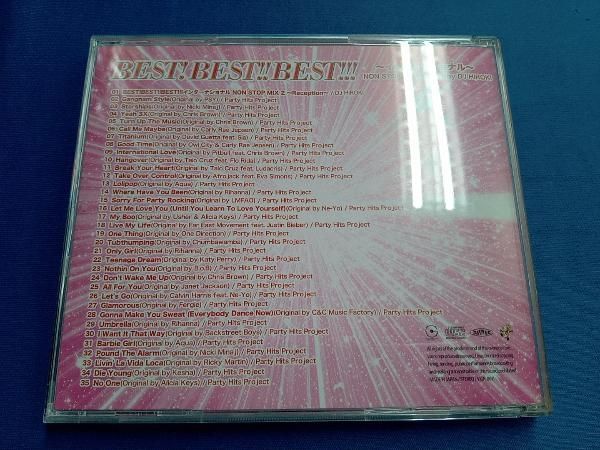 BEST! BEST!! BEST!!!
NON STOP by DJ HIROKI
01 BEST!BEST!!BEST!!!インターナショナル NON STOP MIX 2 ～Reception～ / DJ HIROKI
02 Gangnam Style(Original by PSY) / Party Hits Project
03 Starships(Original by Nicki Minaj) / Party Hits Project
04 Yeah 3X(Original by Chris Brown) / Party Hits Project
05 Turn Up The Music(Original by Chris Brown) / Party Hits Project
06 Call Me Maybe(Original by Carly Rae Jepsen) / Party Hits Project
07 Titanium(Original by David Guetta feat. Sia) / Party Hits Project
08 Good Time(Original by Owl City & Carly Rae Jepsen) / Party Hits Project
09 International Love(Original by Pitbull feat. Chris Brown) / Party Hits Project
10 Hangover(Original by Taio Cruz feat. Flo Rida) / Party Hits Project
11 Break Your Heart(Original by Taio Cruz feat. Ludacris) / Party Hits Project
12 Take Over Control(Original by Afrojack feat. Eva Simons) / Party Hits Project
13 Lolipop(Original by Aqua) / Party Hits Project
14 Where Have You Been(Original by Rihanna) / Party Hits Project
15 Sorry For Party Rocking(Original by LMFAO) / Party Hits Project
16 Let Me Love You (Until You Learn To Love Yourself)(Original by Ne-Yo) / Party Hits Project
17 My Boo(Original by Usher & Alicia Keys) / Party Hits Project
18 Live My Life(Original by Far East Movement feat. Justin Bieber) / Party Hits Project
19 One Thing(Original by One Direction) / Party Hits Project
20 Tubthumping(Original by Chumbawamba) / Party Hits Project
21 Only Girl(Original by Rihanna) / Party Hits Project
22 Teenage Dream(Original by Katy Perry) / Party Hits Project
23 Nothin On You(Original by B.o.B) / Party Hits Project
24 Don't Wake Me Up(Original by Chris Brown) / Party Hits Project
25 All For You(Original by Janet Jackson) / Party Hits Project
26 Let's Go(Original by Calvin Harris feat. Ne-Yo) / Party Hits Project
27 Glamorous(Original by Fergie) / Party Hits Project
28 Gonna Make You Sweat (Everybody Dance Now)(Original by C&C Music Factory) / Party Hits Project
29 Umbrella(Original by Rihanna) / Party Hits Project
30 I Want It That Way(Original by Backstreet Boys) / Party Hits Project
31 Barbie Girl(Original by Aqua) / Party Hits Project
32 Pound The Alarm(Original by Nicki Minaj) / Party Hits Project
33 Livin' La Vida Loca(Original by Ricky Martin) / Party Hits Project
34 Die Young(Original by Kesha) / Party Hits Project
35 No One(Original by Alicia Keys) / Party Hits Project